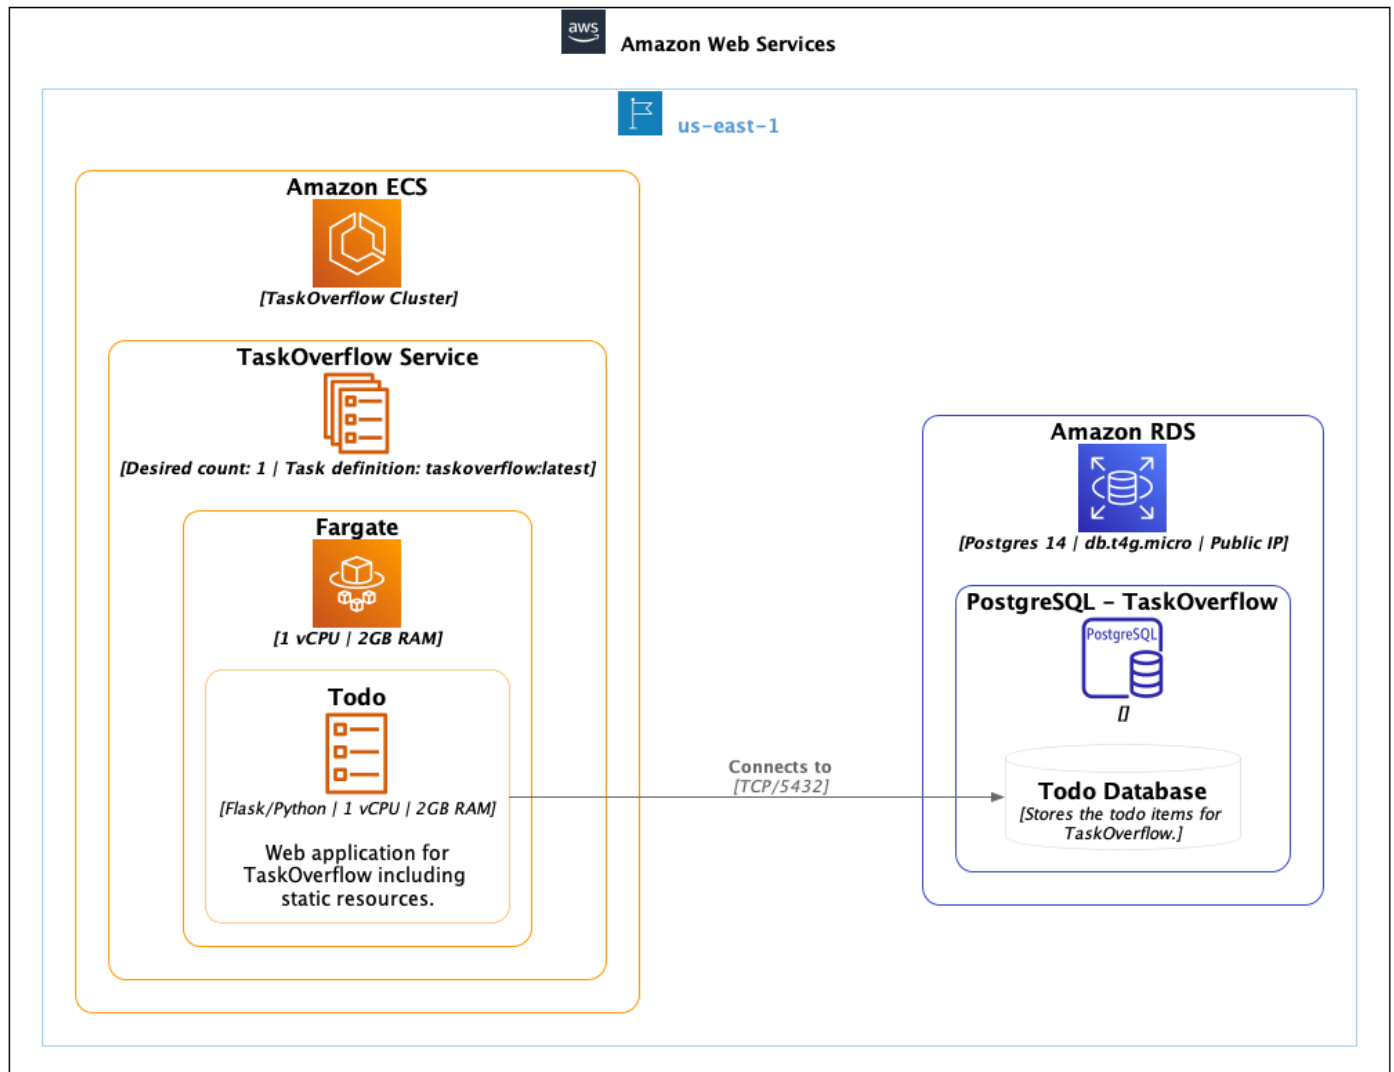 aws
Amazon Web Services
us-east-1
Amazon ECS
[TaskOverflow Cluster]
TaskOverflow Service
[Desired count: 1 | Task definition: taskoverflow:latest]
Fargate
[1 vCPU | 2GB RAM]
Todo
[Flask/Python | 1 vCPU | 2GB RAM]
Web application for
TaskOverflow including
static resources.
Connects to
[TCP/5432]
Amazon RDS
[Postgres 14 | db.t4g.micro | Public IP]
PostgreSQL - TaskOverflow
PostgreSQL
[]
Todo Database
[Stores the todo items for
TaskOverflow.]